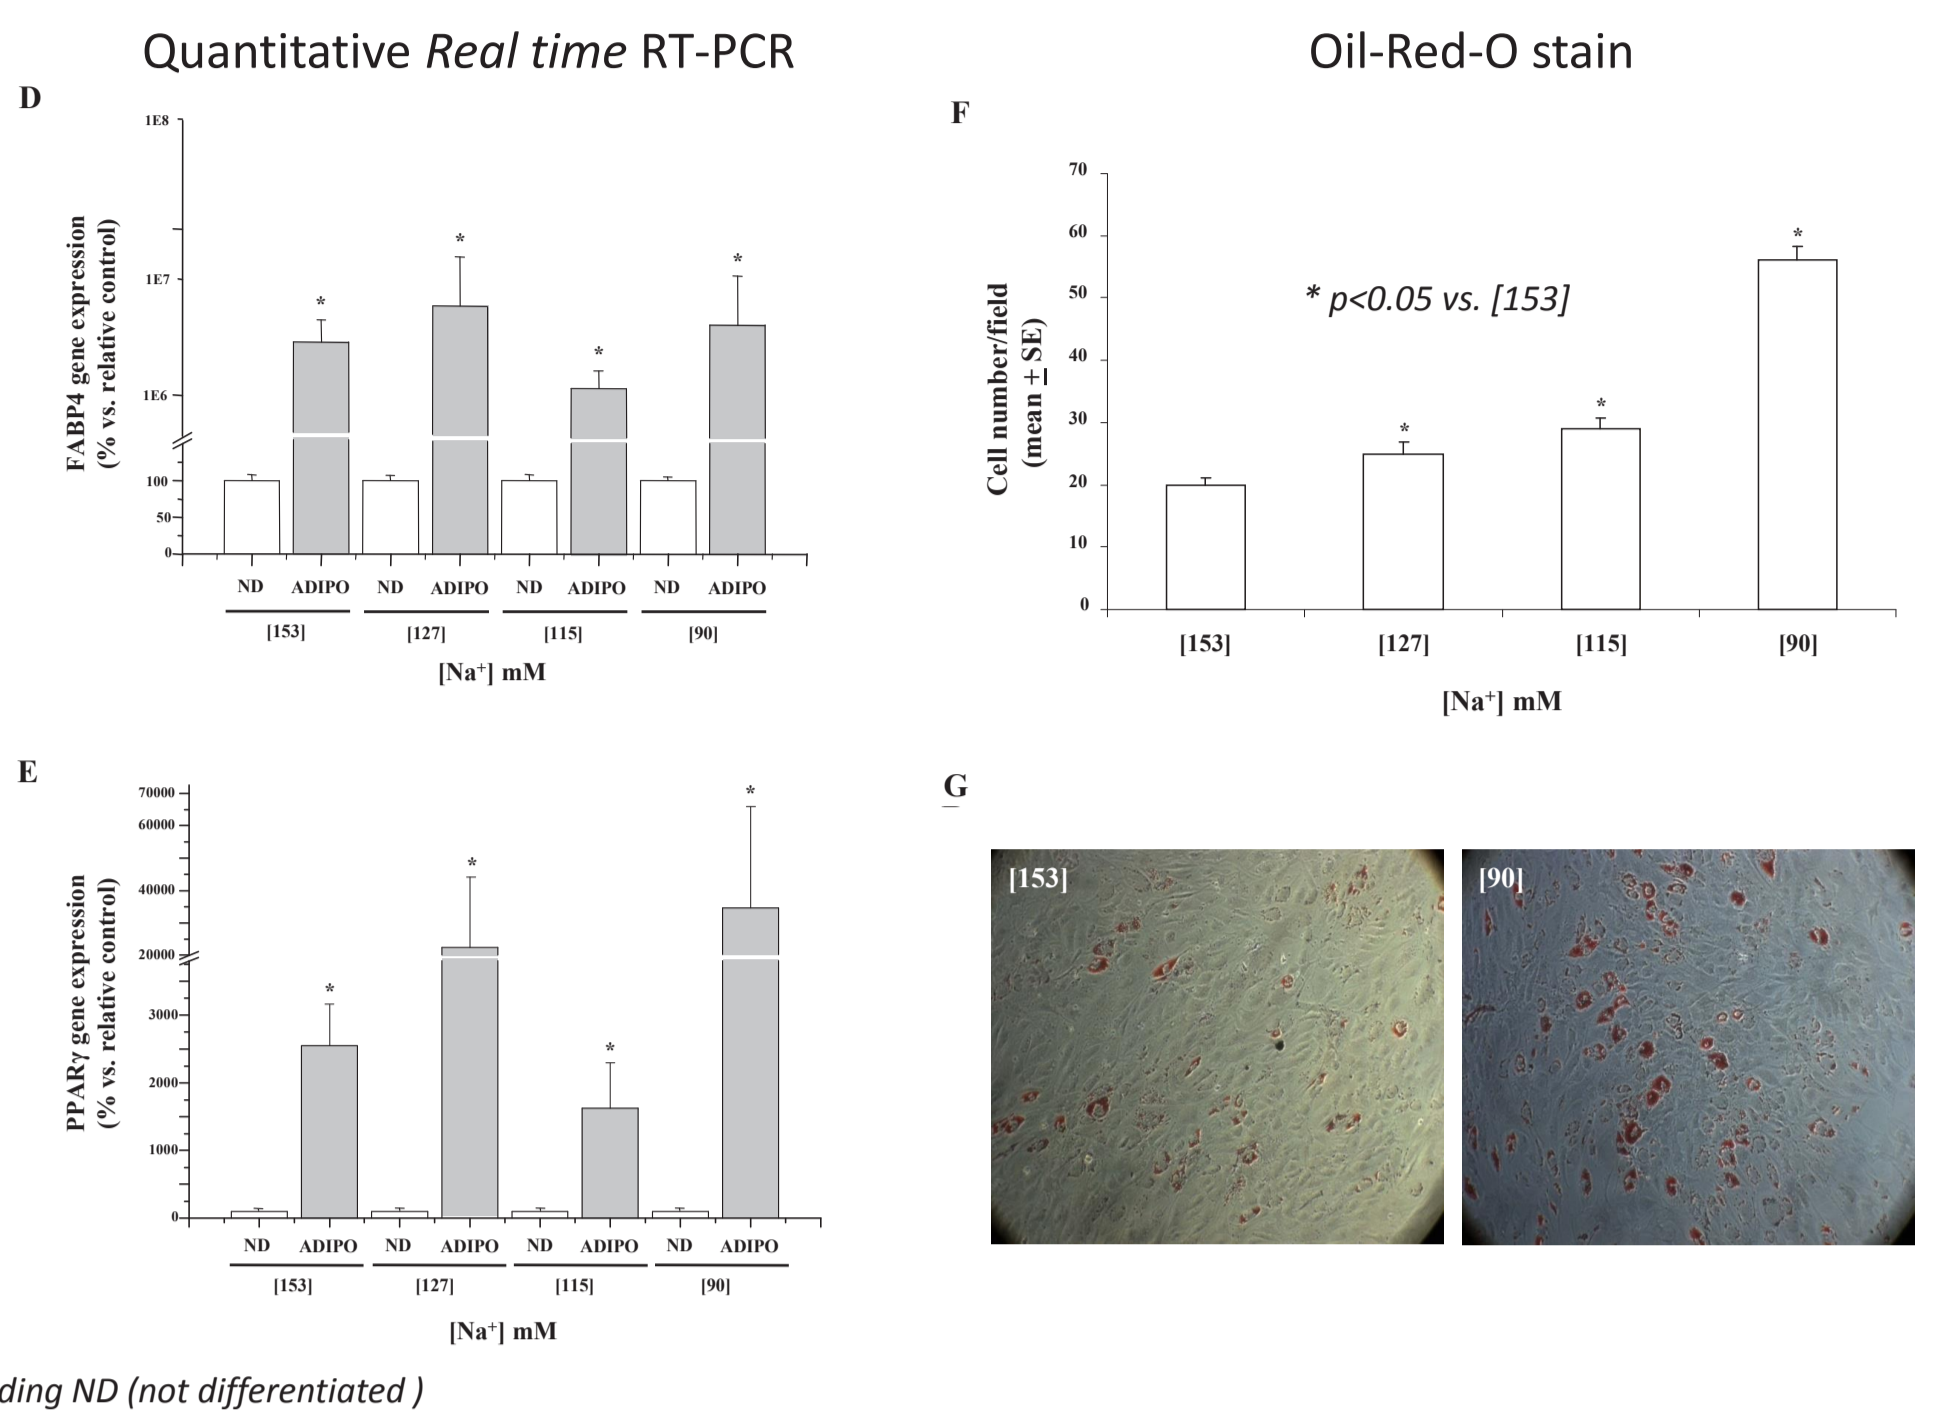 Quantitative Real time RT-PCR
D
FABP4 gene expression
(% vs. relative control)
1E8
1E7
1E6
100
50
0
*
*
*
*
ND ADIPO ND ADIPO ND ADIPO ND ADIPO
[153] [127] [115] [90]
[Na⁺] mM
E
PPARγ gene expression
(% vs. relative control)
70000
60000
40000
20000
3000
2000
1000
0
*
*
*
*
ND ADIPO ND ADIPO ND ADIPO ND ADIPO
[153] [127] [115] [90]
[Na⁺] mM
ding ND (not differentiated )
Oil-Red-O stain
F
Cell number/field
(mean ± SE)
70
60
50
40
30
20
10
0
* p<0.05 vs. [153]
*
*
*
[153] [127] [115] [90]
[Na⁺] mM
G
[153] [90]